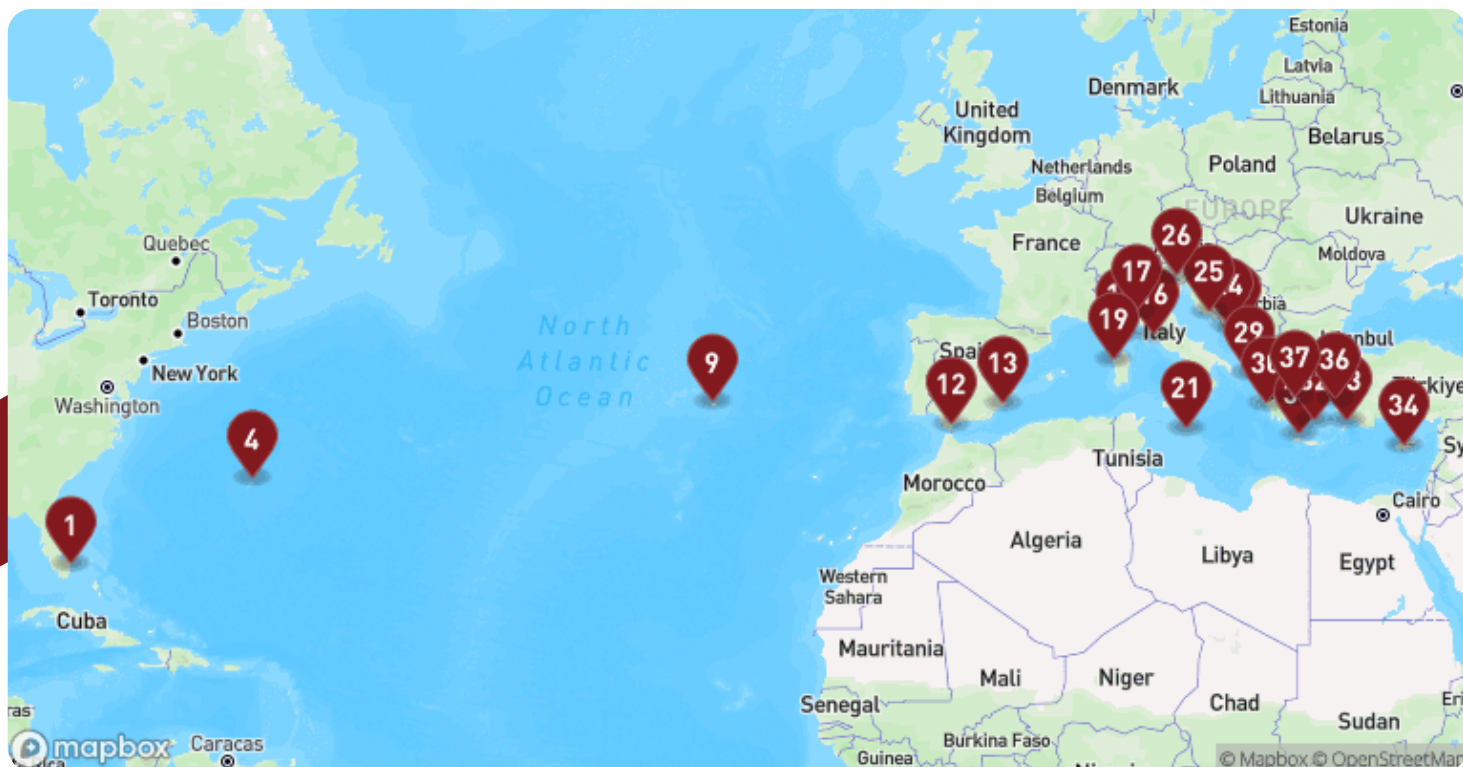 Estonia
Latvia
Lithuania
Denmark
United
Kingdom
Belarus
Netherlands
Belgium
Poland
EUROPE
Ukraine
France
Moldova
Quebec
Toronto
Boston
New York
Washington
North
Atlantic
Ocean
26
17
25
19
29
37
36
9
13
12
21
34
4
1
Italy
Morocco
Tunisia
Cairo
Algeria
Libya
Egypt
Western
Sahara
Cuba
Mauritania
Mali
Niger
Chad
Sudan
Senegal
Burkina Faso
Guinea
Caracas
mapbox
© Mapbox © OpenStreetMap